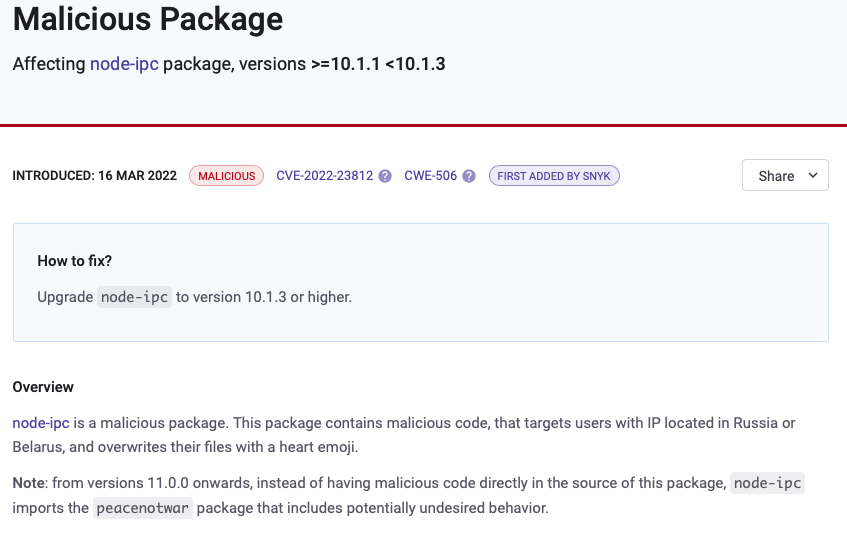 Malicious Package
Affecting node-ipc package, versions >=10.1.1 <10.1.3
INTRODUCED: 16 MAR 2022 MALICIOUS CVE-2022-23812 ? CWE-506 ? FIRST ADDED BY SNYK Share
How to fix?
Upgrade node-ipc to version 10.1.3 or higher.
Overview
node-ipc is a malicious package. This package contains malicious code, that targets users with IP located in Russia or
Belarus, and overwrites their files with a heart emoji.
Note: from versions 11.0.0 onwards, instead of having malicious code directly in the source of this package, node-ipc
imports the peacenotwar package that includes potentially undesired behavior.